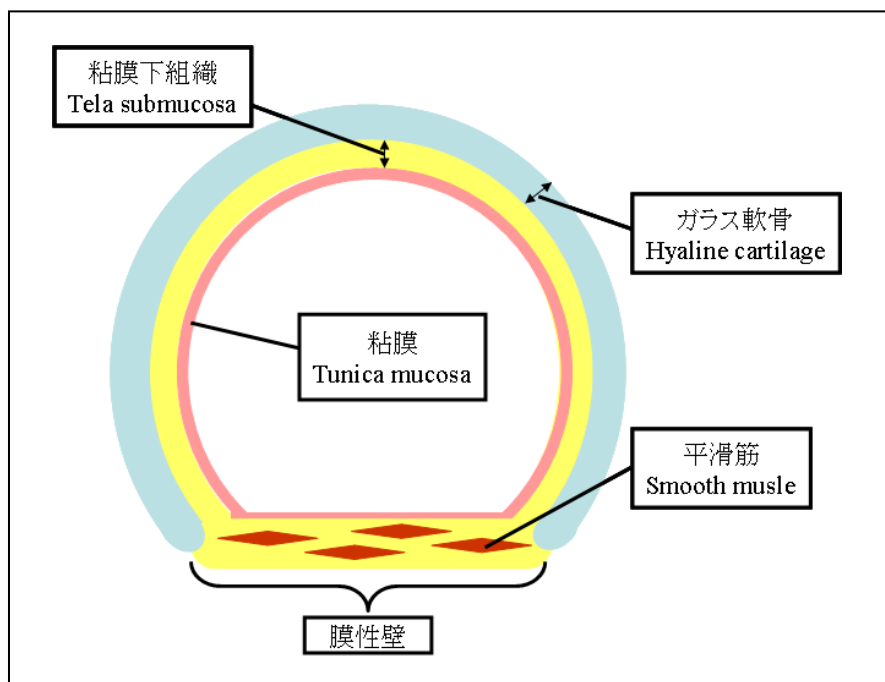 粘膜下組織
Tela submucosa
ガラス軟骨
Hyaline cartilage
粘膜
Tunica mucosa
平滑筋
Smooth musle
膜性壁